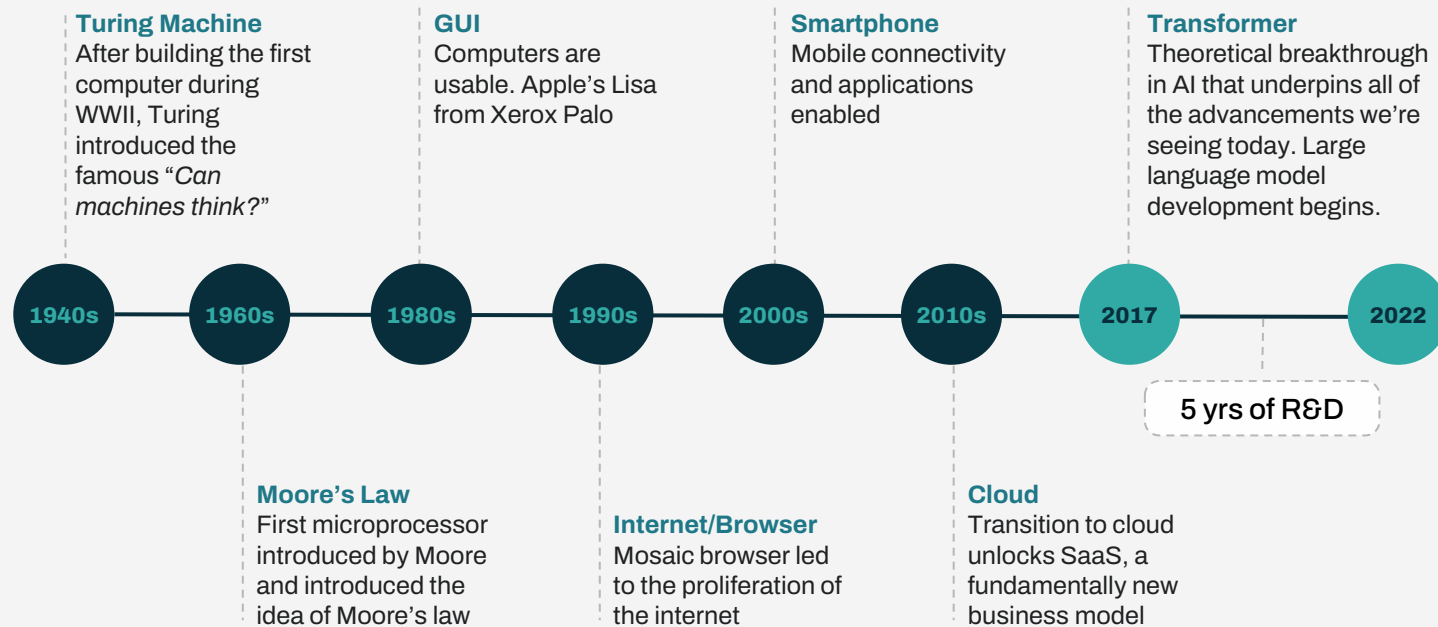 Turing Machine
After building the first
computer during
WWII, Turing
introduced the
famous “Can
machines think?”
GUI
Computers are
usable. Apple’s Lisa
from Xerox Palo
Smartphone
Mobile connectivity
and applications
enabled
Transformer
Theoretical breakthrough
in AI that underpins all of
the advancements we’re
seeing today. Large
language model
development begins.
1940s
1960s
1980s
1990s
2000s
2010s
2017
2022
5 yrs of R&D
Moore’s Law
First microprocessor
introduced by Moore
and introduced the
idea of Moore’s law
Internet/Browser
Mosaic browser led
to the proliferation of
the internet
Cloud
Transition to cloud
unlocks SaaS, a
fundamentally new
business model